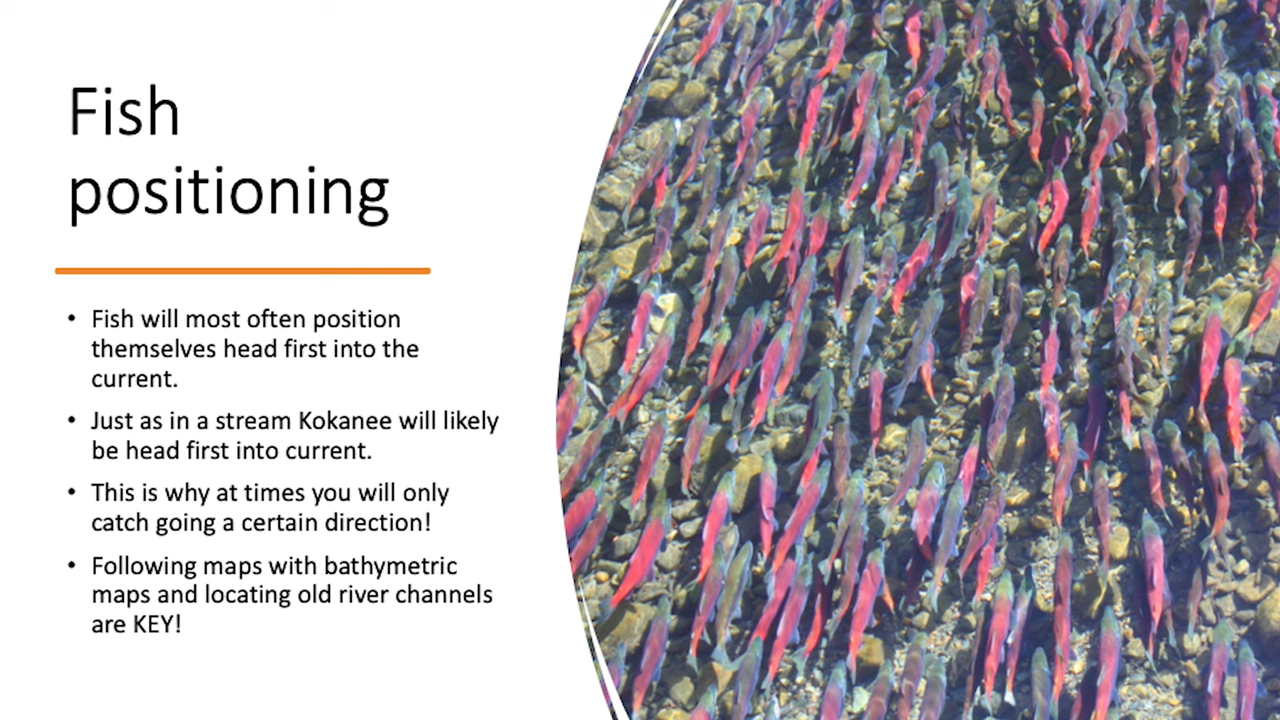 Fish
positioning
• Fish will most often position
themselves head first into the
current.
• Just as in a stream Kokanee will likely
be head first into current.
• This is why at times you will only
catch going a certain direction!
• Following maps with bathymetric
maps and locating old river channels
are KEY!